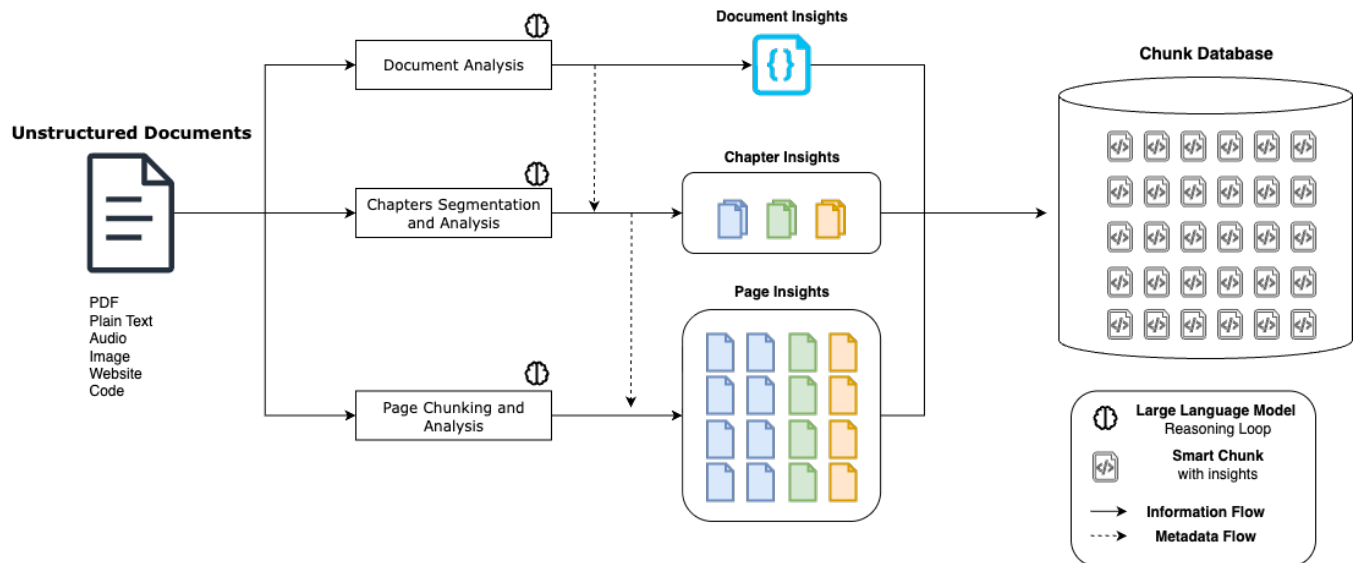 Unstructured Documents
PDF
Plain Text
Audio
Image
Website
Code
Document Analysis
Chapters Segmentation
and Analysis
Page Chunking and
Analysis
Document Insights
{}
Chapter Insights
Page Insights
Chunk Database
</>	</>	</>	</>	</>	</>
</>	</>	</>	</>	</>	</>
</>	</>	</>	</>	</>	</>
</>	</>	</>	</>	</>	</>
</>	</>	</>	</>	</>	</>
Large Language Model
Reasoning Loop
</>
Smart Chunk
with insights
Information Flow
Metadata Flow